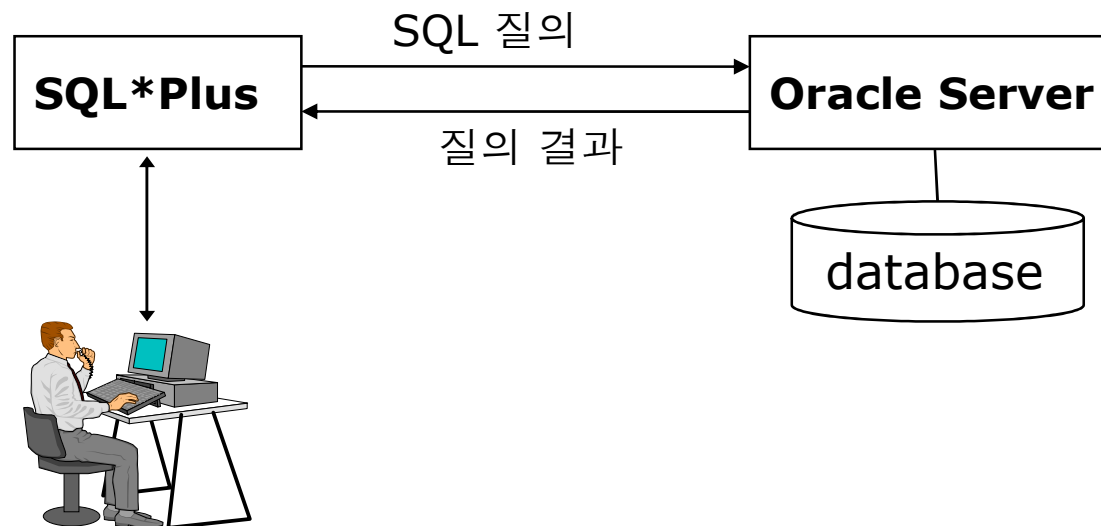 SQL 질의
SQL*Plus
Oracle Server
질의 결과
database